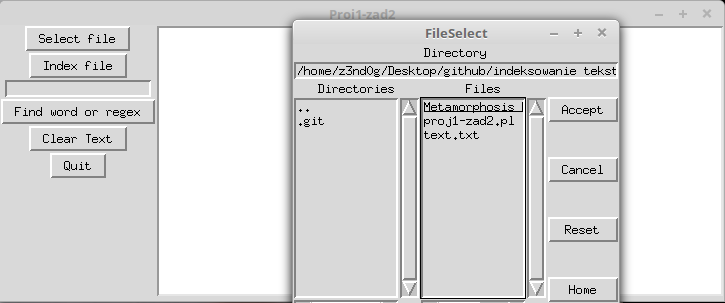 Proj1-zad2
Select file
Index file
Find word or regex
Clear Text
Quit
FileSelect
Directory
/home/z3nd0g/Desktop/github/indeksowanie tekst
Directories
Files
..
.git
Metamorphosis
proj1-zad2.pl
text.txt
Accept
Cancel
Reset
Home